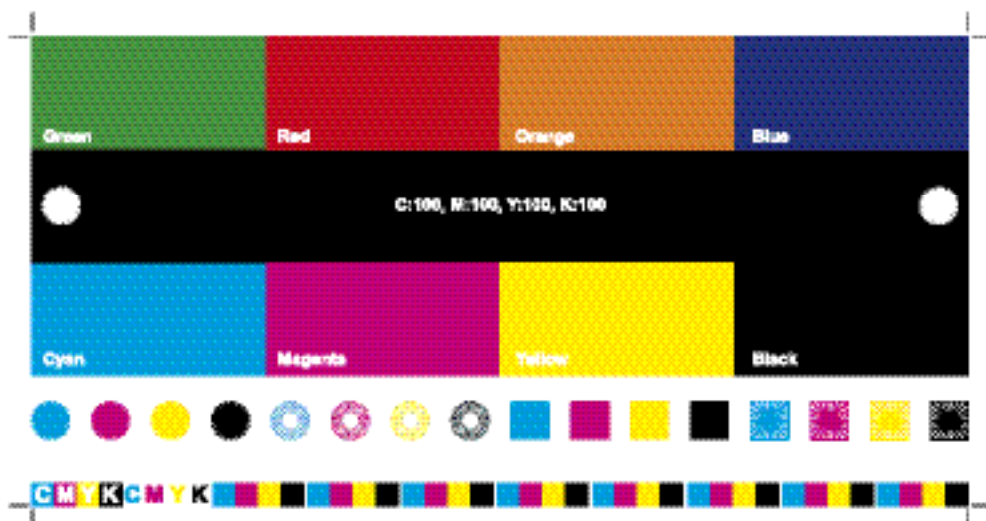 Green Red Orange Blue
C:100, M:100, Y:100, K:100
Cyan Magenta Yellow Black
C M Y K C M Y K